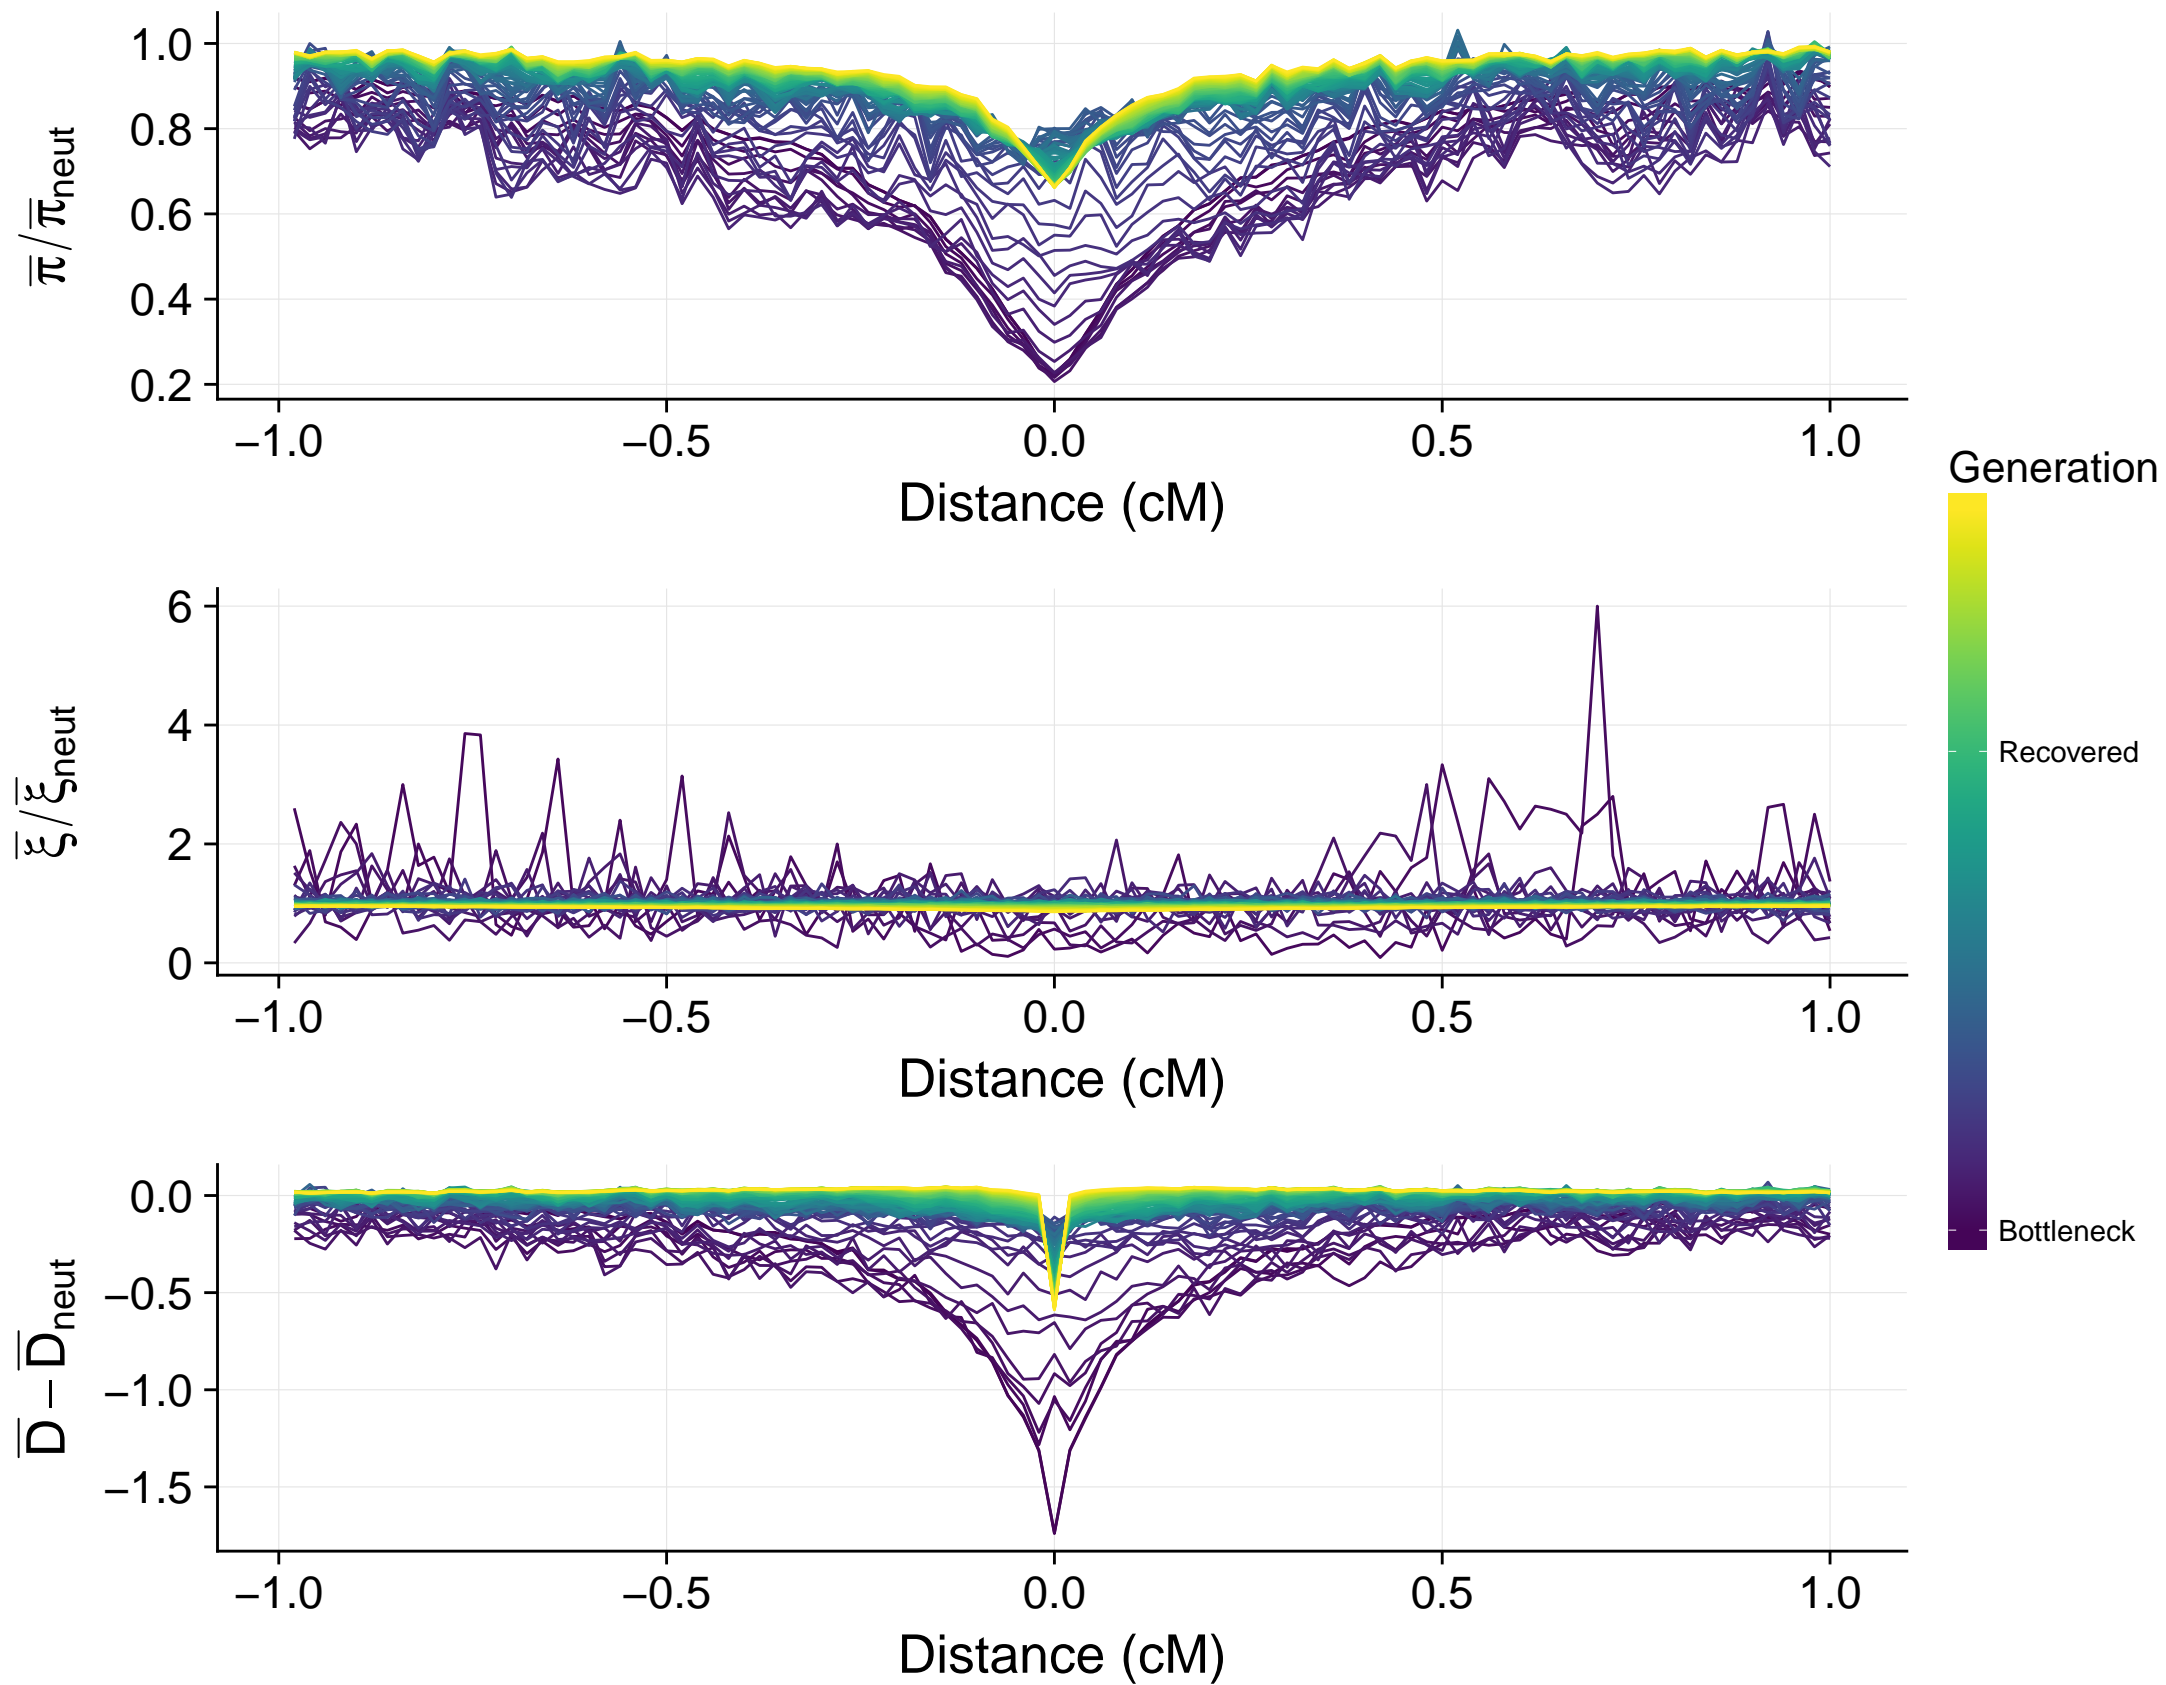 π̅/π̅neut
1.0
0.8
0.6
0.4
0.2
−1.0 −0.5 0.0 0.5 1.0
Distance (cM)
ξ̅/ξ̅neut
6
4
2
0
−1.0 −0.5 0.0 0.5 1.0
Distance (cM)
D̅−D̅neut
0.0
−0.5
−1.0
−1.5
−1.0 −0.5 0.0 0.5 1.0
Distance (cM)
Generation
Recovered
Bottleneck